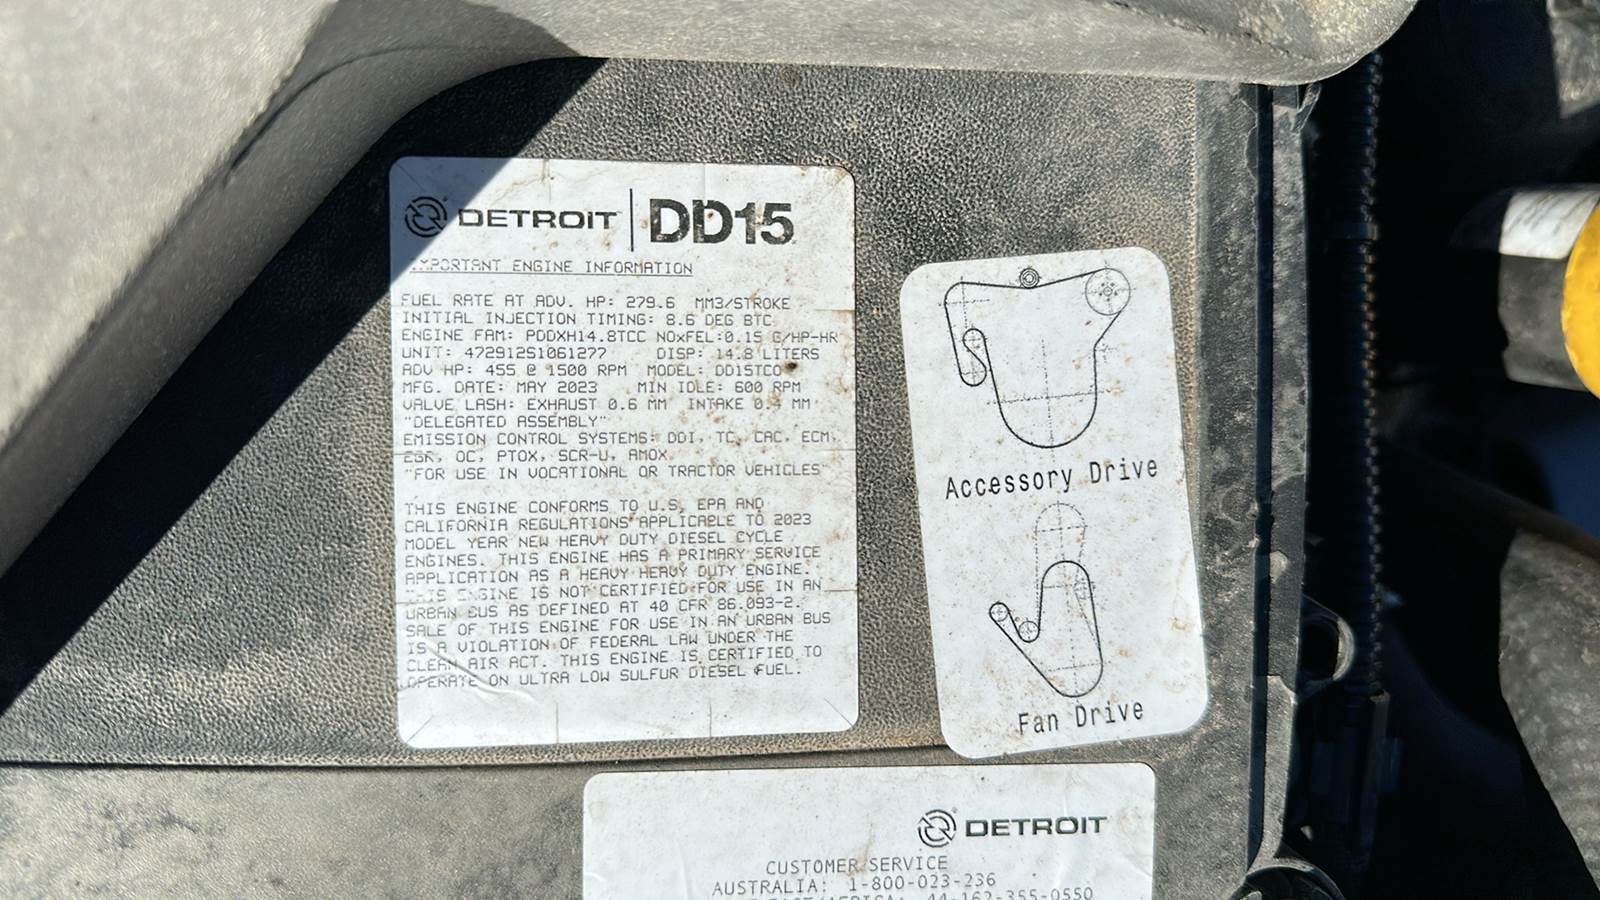 DETROIT DD15
IMPORTANT ENGINE INFORMATION
FUEL RATE AT ADV. HP: 279.6 MM3/STROKE
INITIAL INJECTION TIMING: 8.6 DEG BTC
ENGINE FAM: PDDXH14.8TCC NOxFEL:0.15 G/HP-HR
UNIT: 472912S1061277 DISP: 14.8 LITERS
ADV HP: 455 @ 1500 RPM MODEL: DD15TCO
MFG. DATE: MAY 2023 MIN IDLE: 600 RPM
VALVE LASH: EXHAUST 0.6 MM INTAKE 0.4 MM
"DELEGATED ASSEMBLY"
EMISSION CONTROL SYSTEMS: DDI, TC, CAC, ECM,
EGR, OC, PTOX, SCR-U, AMOX
"FOR USE IN VOCATIONAL OR TRACTOR VEHICLES"
THIS ENGINE CONFORMS TO U.S. EPA AND
CALIFORNIA REGULATIONS APPLICABLE TO 2023
MODEL YEAR NEW HEAVY DUTY DIESEL CYCLE
ENGINES. THIS ENGINE HAS A PRIMARY SERVICE
APPLICATION AS A HEAVY HEAVY DUTY ENGINE.
THIS ENGINE IS NOT CERTIFIED FOR USE IN AN
URBAN BUS AS DEFINED AT 40 CFR 86.093-2.
SALE OF THIS ENGINE FOR USE IN AN URBAN BUS
IS A VIOLATION OF FEDERAL LAW UNDER THE
CLEAN AIR ACT. THIS ENGINE IS CERTIFIED TO
OPERATE ON ULTRA LOW SULFUR DIESEL FUEL.
Accessory Drive
Fan Drive
DETROIT
CUSTOMER SERVICE
AUSTRALIA: 1-800-023-236
EAST/AFRICA: 44-162-355-0550